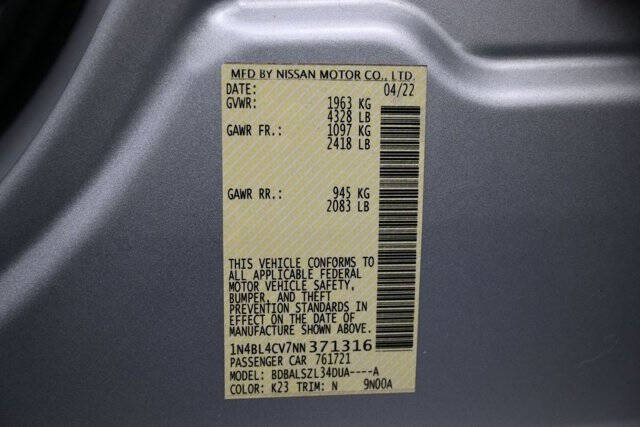 MFD BY NISSAN MOTOR CO., LTD.
DATE: 04/22
GVWR: 1963 KG
4328 LB
GAWR FR.: 1097 KG
2418 LB
GAWR RR.: 945 KG
2083 LB
THIS VEHICLE CONFORMS TO
ALL APPLICABLE FEDERAL
MOTOR VEHICLE SAFETY,
BUMPER, AND THEFT
PREVENTION STANDARDS IN
EFFECT ON THE DATE OF
MANUFACTURE SHOWN ABOVE.
1N4BL4CV7NN371316
PASSENGER CAR 761721
MODEL: BDBALSZL34DUA----A
COLOR: K23 TRIM: N 9N00A